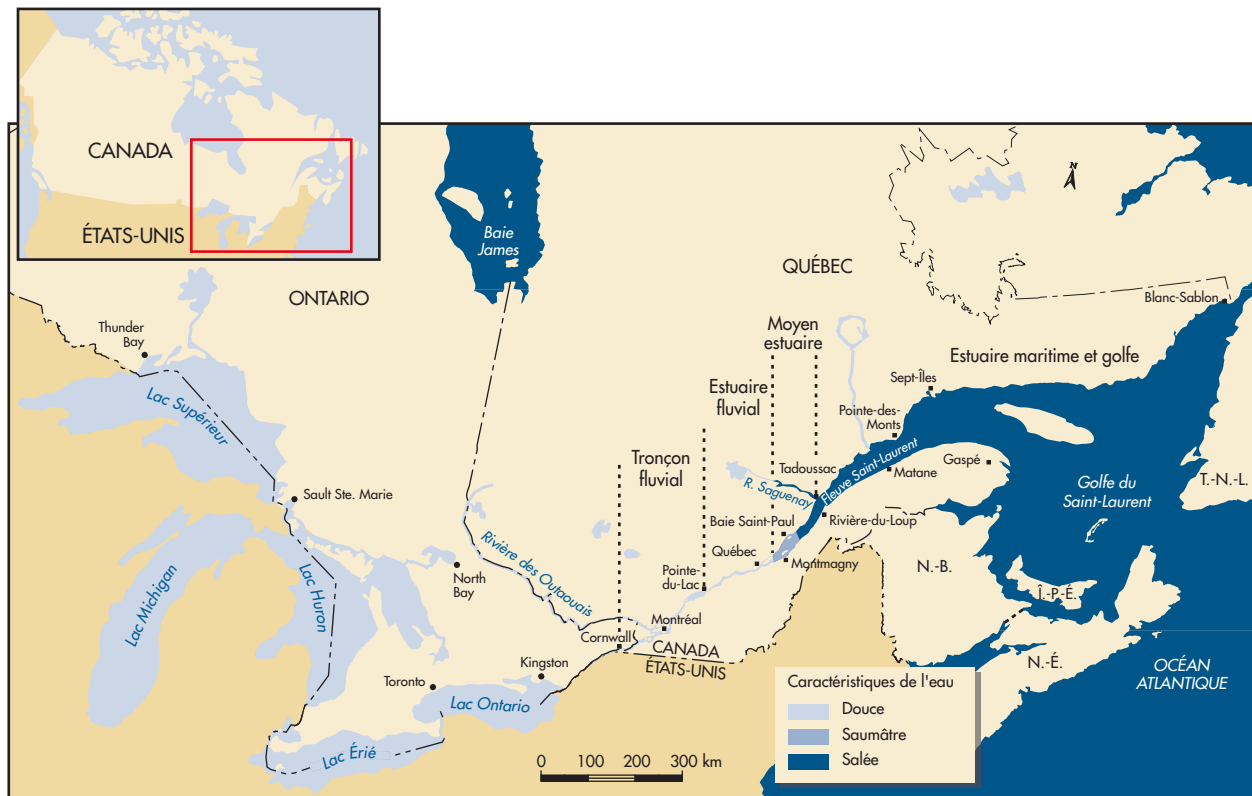 CANADA
ÉTATS-UNIS
Baie
James
QUÉBEC
N
ONTARIO
Blanc-Sablon
Thunder
Bay
Moyen
estuaire
Estuaire maritime et golfe
Sept-Îles
Estuaire
fluvial
Lac Supérieur
Pointe-des-
Monts
Tronçon
fluvial
Tadoussac
Fleuve Saint-Laurent
Matane
Gaspé
R. Saguenay
Golfe du
Saint-Laurent
T.-N.-L.
Sault Ste. Marie
Baie Saint-Paul
Rivière-du-Loup
Québec
Montmagny
N.-B.
Rivière des Outaouais
North
Bay
Pointe-
du-Lac
Î.-P-É.
Lac Michigan
Lac Huron
Montréal
Cornwall
CANADA
ÉTATS-UNIS
N.-É.
OCÉAN
ATLANTIQUE
Kingston
Toronto
Lac Ontario
Lac Érié
Caractéristiques de l'eau
Douce
Saumâtre
Salée
0 100 200 300 km